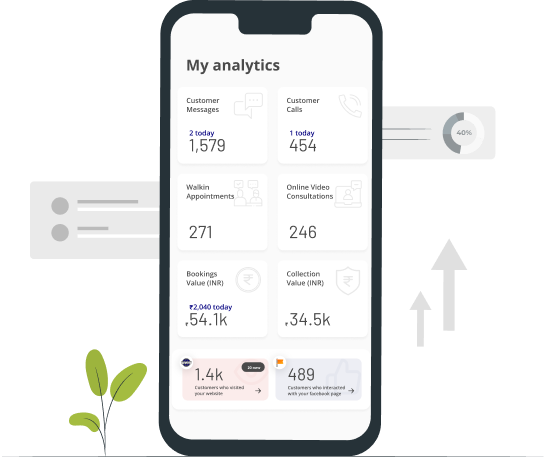 My analytics
Customer
Messages
2 today
1,579
Customer
Calls
1 today
454
40%
Walkin
Appointments
271
Online Video
Consultations
246
Bookings
Value (INR)
₹2,040 today
54.1k
Collection
Value (INR)
34.5k
20 new
1.4k
Customers who visited
your website
489
Customers who interacted
with your facebook page